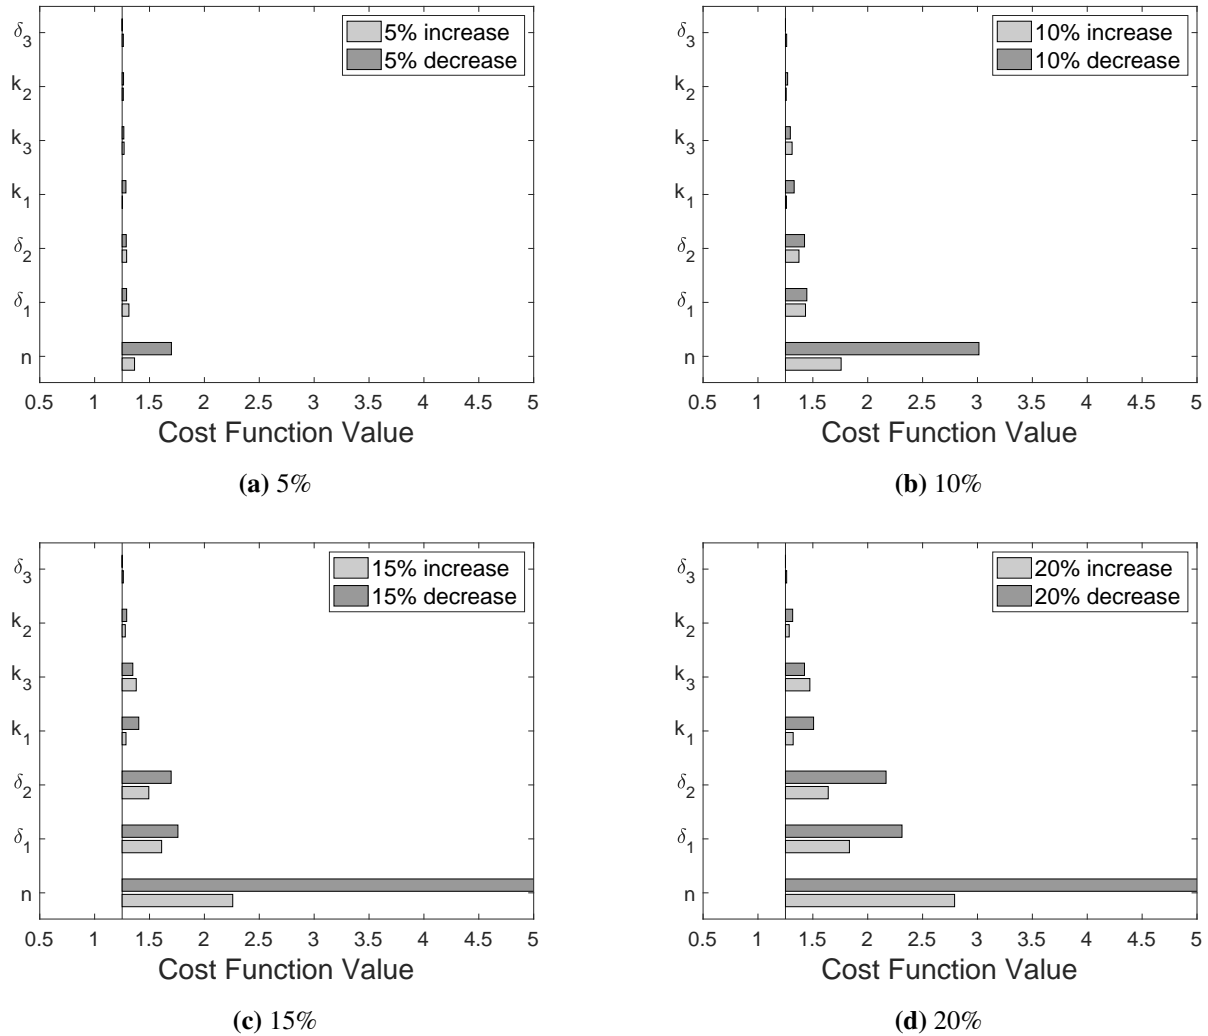 δ3
k2
k3
k1
δ2
δ1
n
5% increase
5% decrease
0.5 1 1.5 2 2.5 3 3.5 4 4.5 5
Cost Function Value
(a) 5%
δ3
k2
k3
k1
δ2
δ1
n
10% increase
10% decrease
0.5 1 1.5 2 2.5 3 3.5 4 4.5 5
Cost Function Value
(b) 10%
δ3
k2
k3
k1
δ2
δ1
n
15% increase
15% decrease
0.5 1 1.5 2 2.5 3 3.5 4 4.5 5
Cost Function Value
(c) 15%
δ3
k2
k3
k1
δ2
δ1
n
20% increase
20% decrease
0.5 1 1.5 2 2.5 3 3.5 4 4.5 5
Cost Function Value
(d) 20%